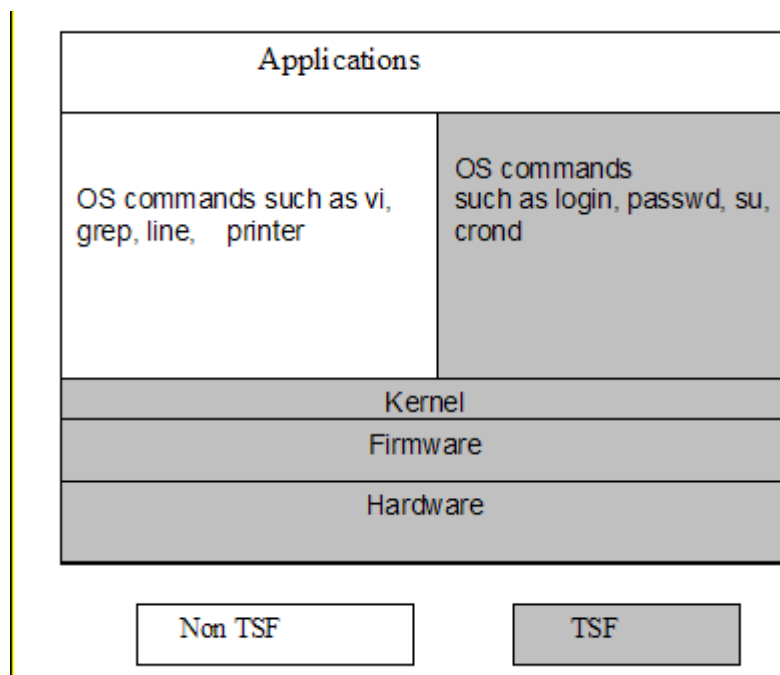 Applications
OS commands such as vi,
grep, line, printer
OS commands
such as login, passwd, su,
crond
Kernel
Firmware
Hardware
Non TSF
TSF